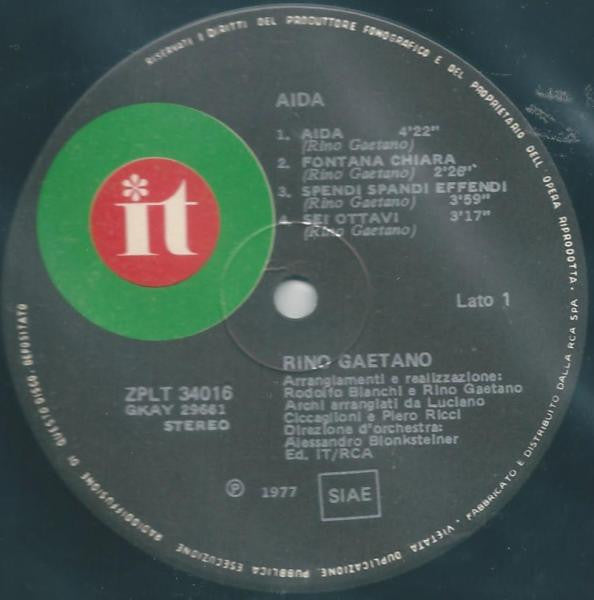 RISERVATI I DIRITTI DEL PRODUTTORE FONOGRAFICO E DEL PROPRIETARIO DELL'OPERA RIPRODOTTA
AIDA
1. AIDA 4'22"
(Rino Gaetano)
2. FONTANA CHIARA
(Rino Gaetano) 2'26"
3. SPENDI SPANDI EFFENDI
(Rino Gaetano) 3'59"
4. SEI OTTAVI 3'17"
(Rino Gaetano)
it
Lato 1
RINO GAETANO
Arrangiamenti e realizzazione:
Rodolfo Bianchi e Rino Gaetano
Archi arrangiati da Luciano
Ciccaglioni e Piero Ricci
Direzione d'orchestra:
Alessandro Blonksteiner
Ed. IT/RCA
ZPLT 34016
GKAY 29661
STEREO
℗ 1977
SIAE
FABBRICATO E DISTRIBUITO DALLA RCA SPA
VIETATA DUPLICAZIONE, PUBBLICA ESECUZIONE RADIODIFFUSIONE DI QUESTO DISCO DEPOSITATO